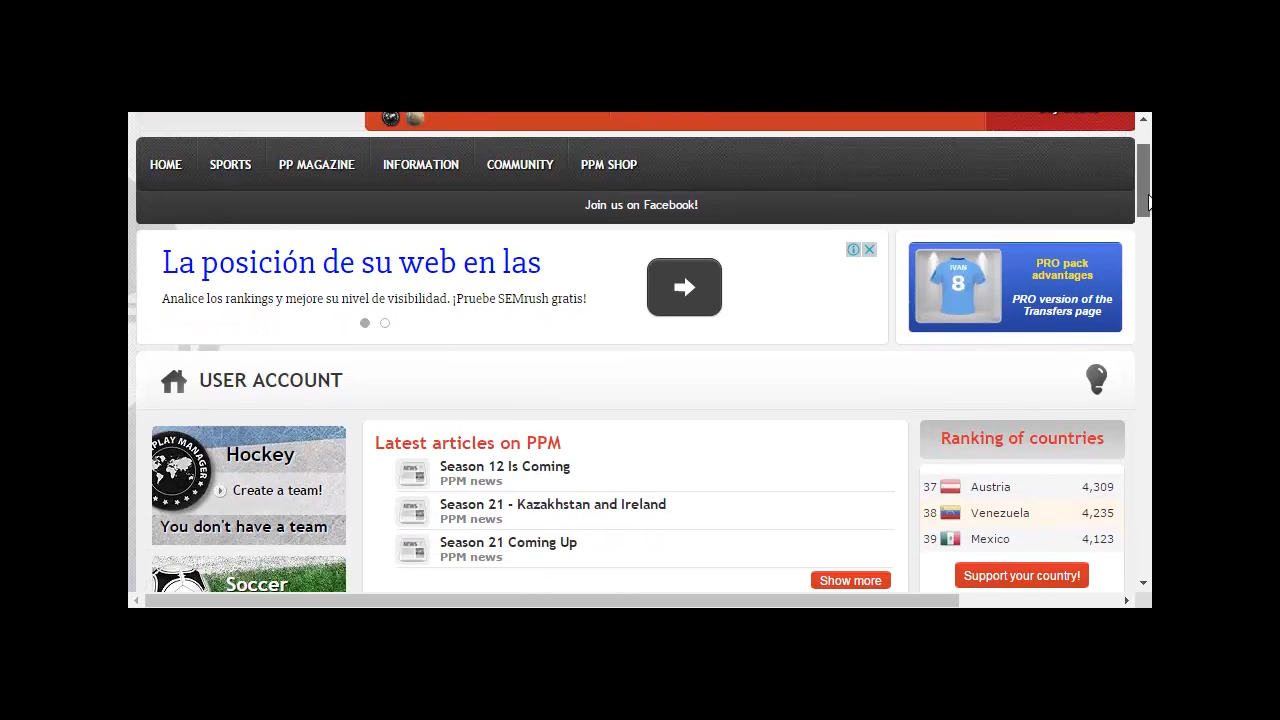 HOME SPORTS PP MAGAZINE INFORMATION COMMUNITY PPM SHOP
Join us on Facebook!
La posición de su web en las
Analice los rankings y mejore su nivel de visibilidad. ¡Pruebe SEMrush gratis!
IVAN
8
PRO pack
advantages
PRO version of the
Transfers page
USER ACCOUNT
PLAY MANAGER
Hockey
Create a team!
You don't have a team
Soccer
Latest articles on PPM
NEWS
Season 12 Is Coming
PPM news
NEWS
Season 21 - Kazakhstan and Ireland
PPM news
NEWS
Season 21 Coming Up
PPM news
Show more
Ranking of countries
37 Austria 4,309
38 Venezuela 4,235
39 Mexico 4,123
Support your country!